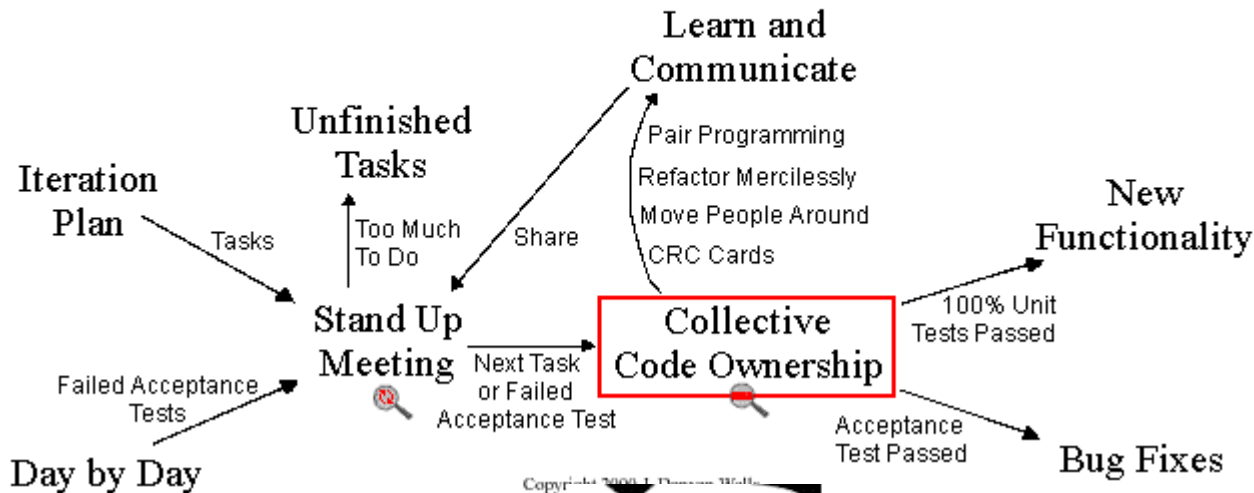 Learn and
Communicate
Unfinished
Tasks
Pair Programming
Refactor Mercilessly
Move People Around
CRC Cards
Iteration
Plan
Tasks
Too Much
To Do
Share
New
Functionality
Stand Up
Meeting
Next Task
or Failed
Acceptance Test
Collective
Code Ownership
100% Unit
Tests Passed
Failed Acceptance
Tests
Acceptance
Test Passed
Day by Day
Bug Fixes
Copyright